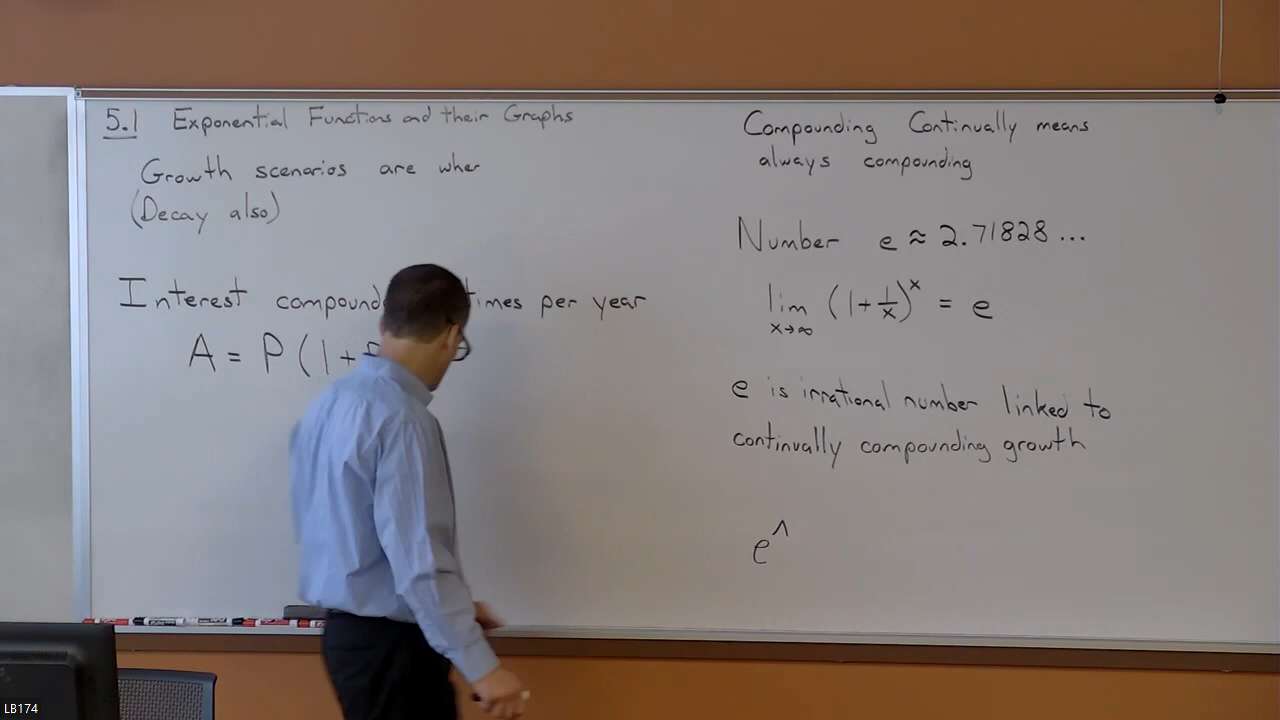 5.1 Exponential Functions and their Graphs
Growth scenarios are wher
(Decay also)
Interest compound times per year
A = P(1+
Compounding Continually means
always compounding
Number e ≈ 2.71828...
lim (1+1/x)^x = e
x→∞
e is irrational number linked to
continually compounding growth
e^
LB174